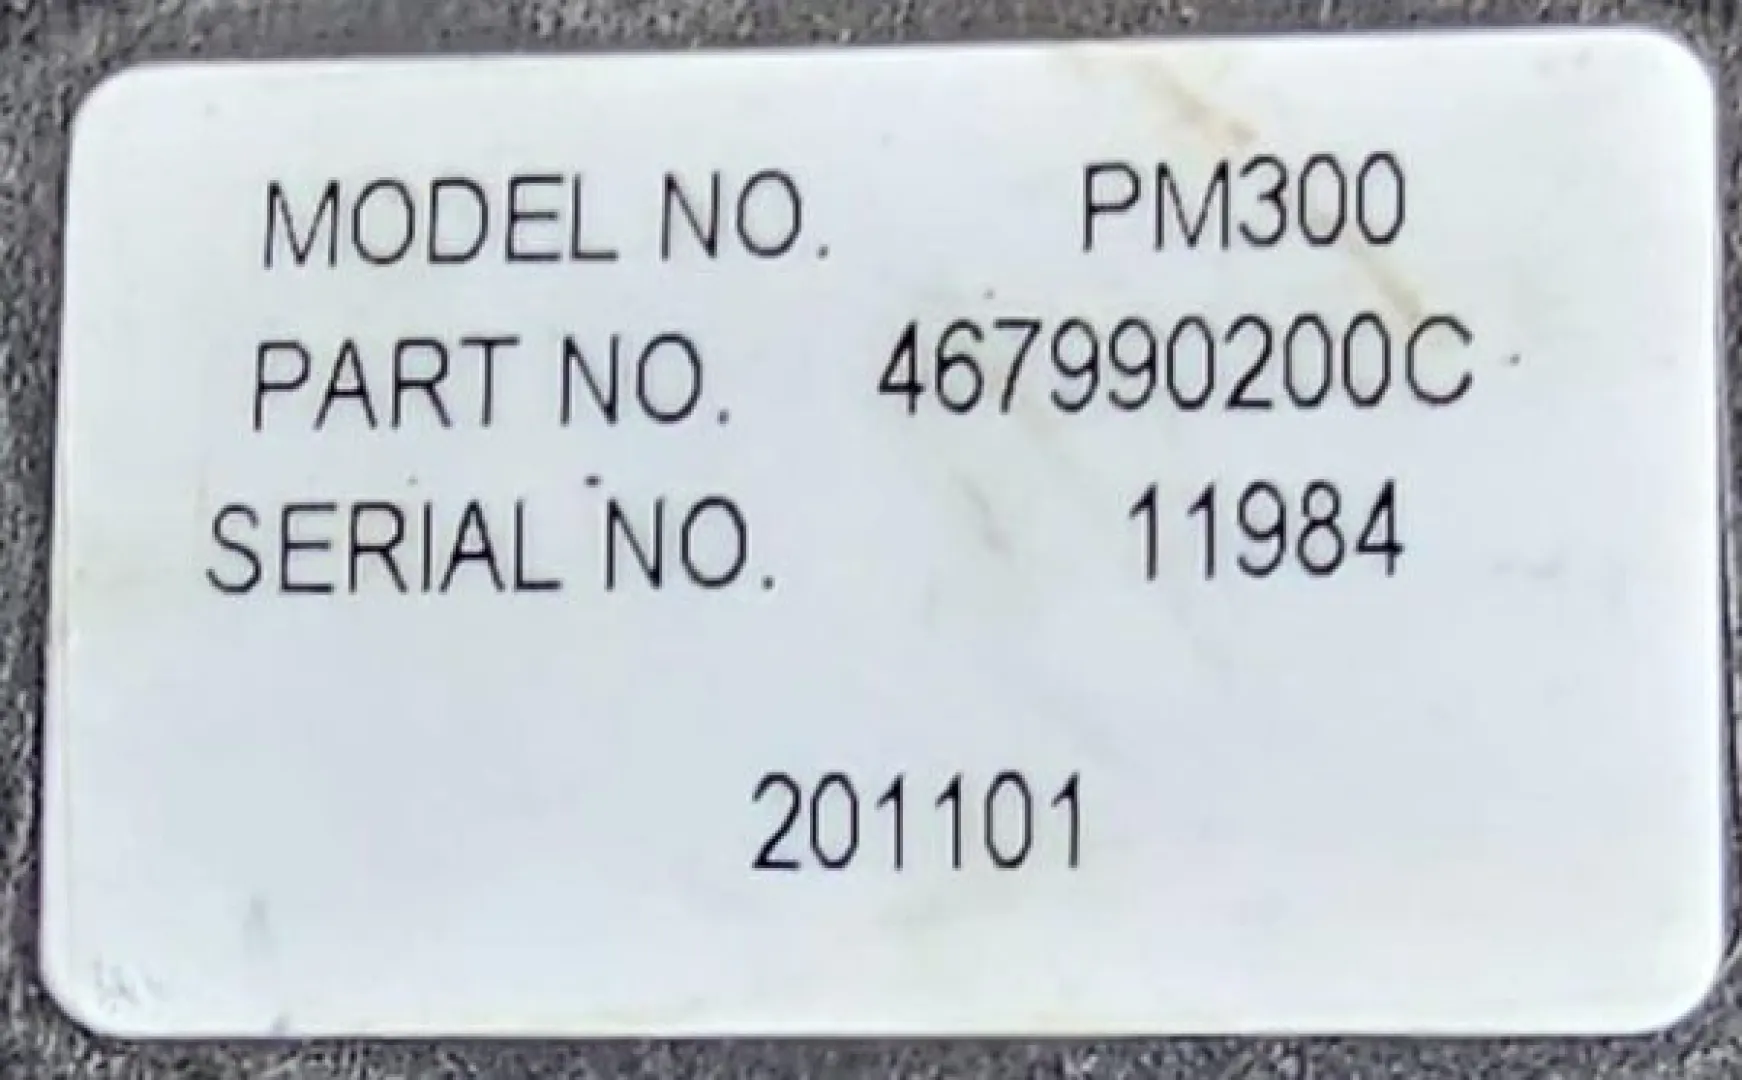 MODEL NO. PM300
PART NO. 467990200C
SERIAL NO. 11984
201101